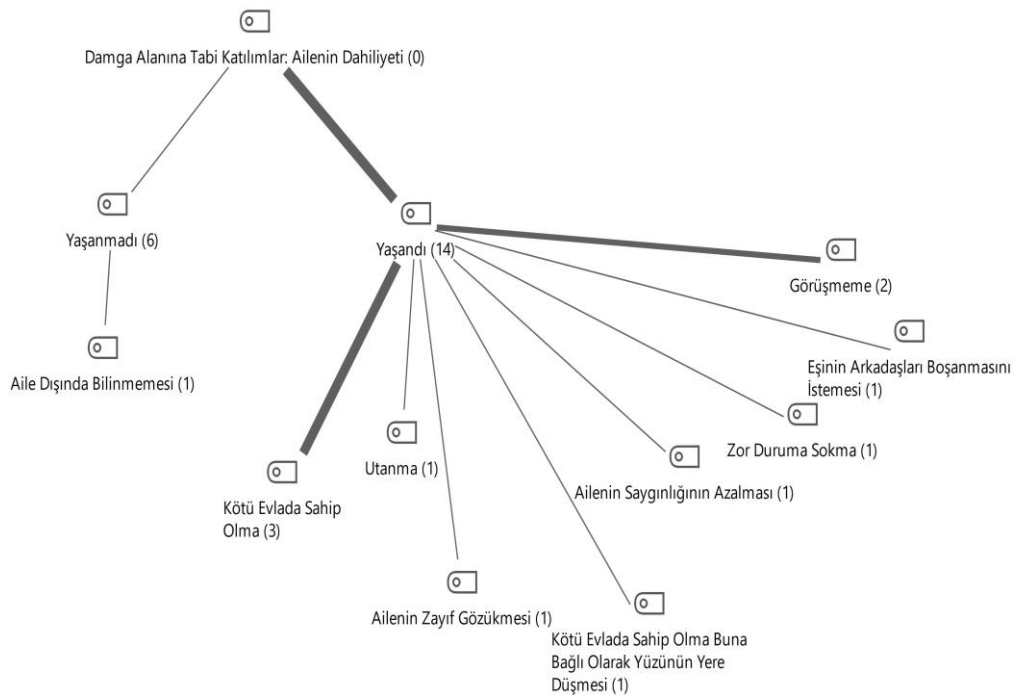 Damga Alanına Tabi Katılımlar: Ailenin Dahiliyeti (0)
Yaşanmadı (6)
Yaşandı (14)
Görüşmeme (2)
Aile Dışında Bilinmemesi (1)
Eşinin Arkadaşları Boşanmasını
İstemesi (1)
Zor Duruma Sokma (1)
Utanma (1)
Ailenin Saygınlığının Azalması (1)
Kötü Evlada Sahip
Olma (3)
Ailenin Zayıf Gözükmesi (1)
Kötü Evlada Sahip Olma Buna
Bağlı Olarak Yüzünün Yere
Düşmesi (1)